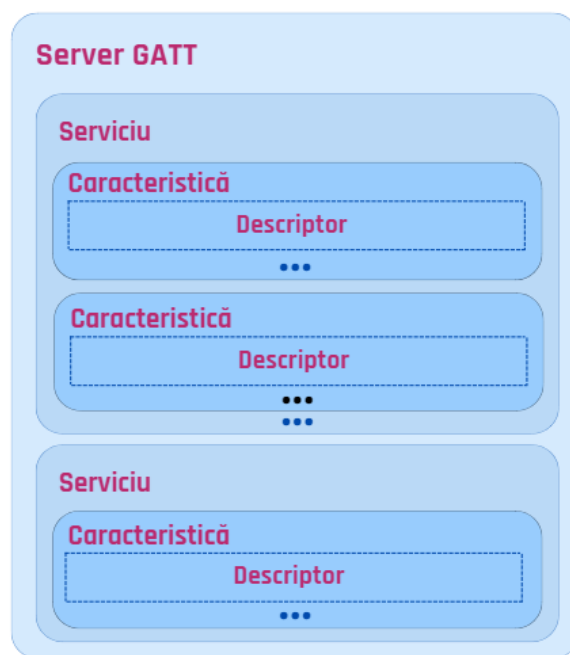 Server GATT
Serviciu
Caracteristică
Descriptor
•••
Caracteristică
Descriptor
•••
•••
Serviciu
Caracteristică
Descriptor
•••